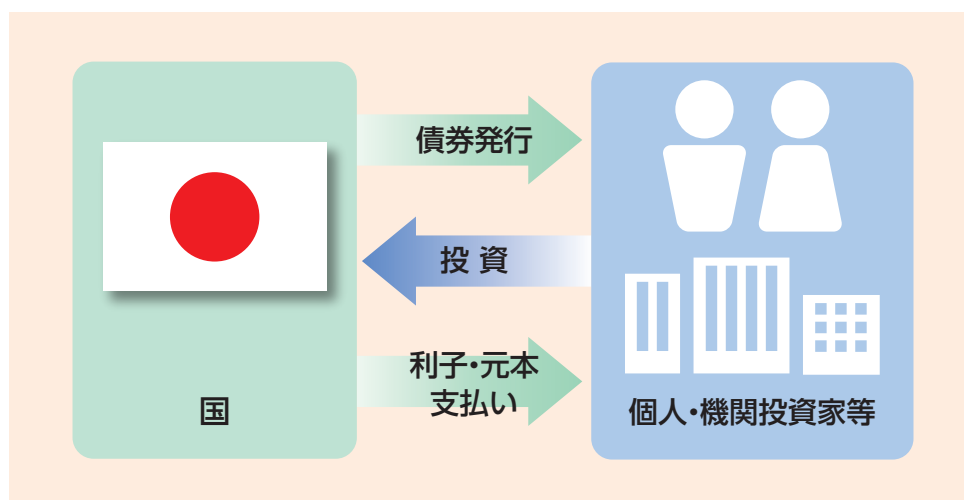 債券発行
投 資
利子・元本
支払い
国
個人・機関投資家等